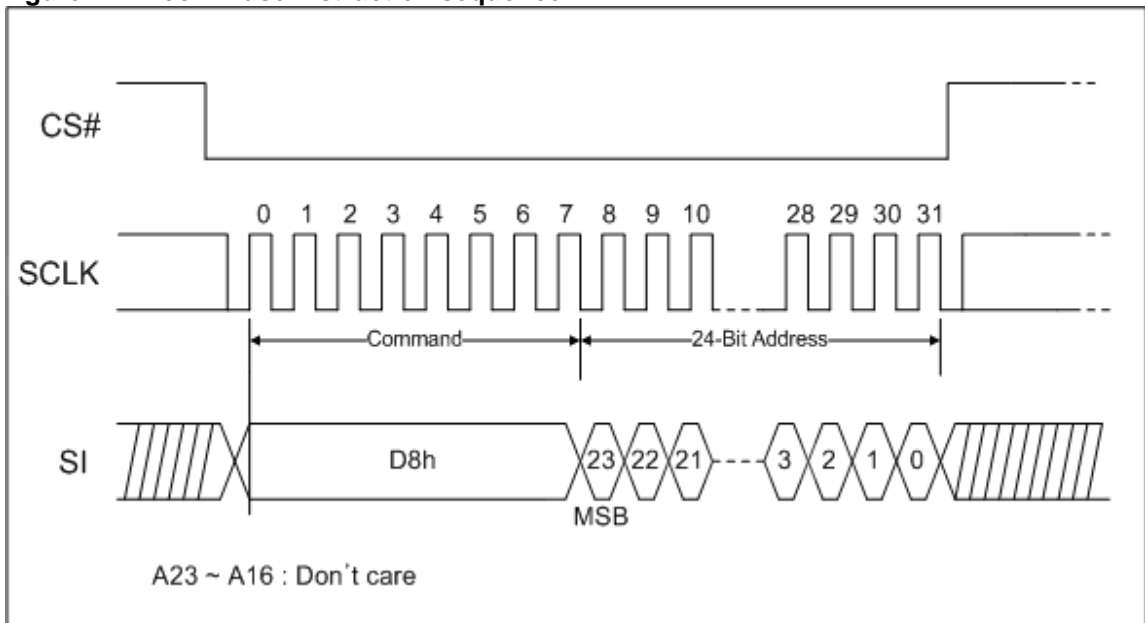 CS#
0 1 2 3 4 5 6 7 8 9 10 28 29 30 31
SCLK
Command 24-Bit Address
SI D8h 23 22 21 3 2 1 0
MSB
A23 ~ A16 : Don't care